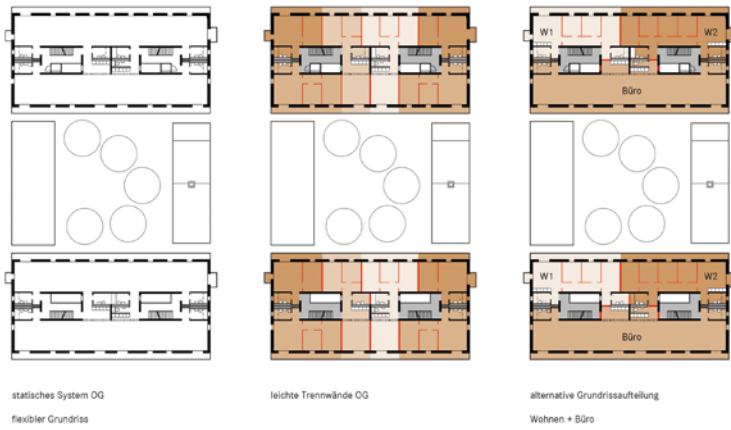 W1
W2
Büro
W1
W2
Büro
statisches System OG
flexibler Grundriss
leichte Trennwände OG
alternative Grundrissaufteilung
Wohnen + Büro